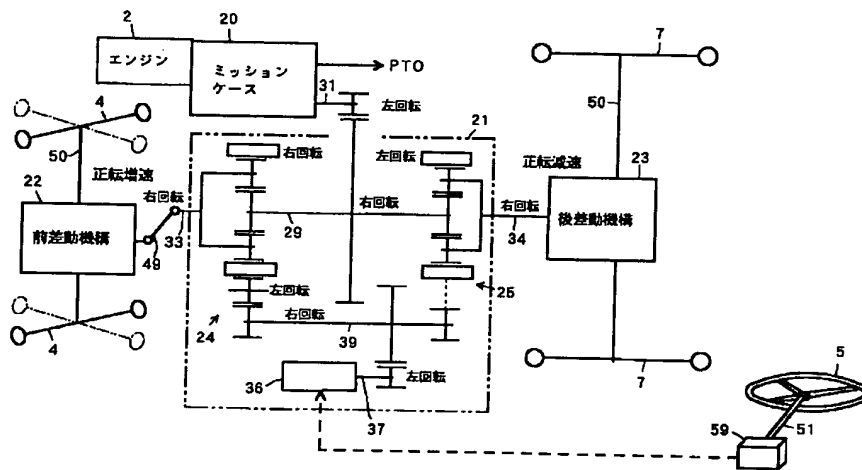 2
エンジン
20
ミッション
ケース
PTO
31
左回転
4
50
正転増速
22
前差動機構
右回転
33
49
4
21
右回転
左回転
29
右回転
24
左回転
25
右回転
39
36
37
左回転
正転減速
右回転
34
23
後差動機構
7
50
7
5
51
59